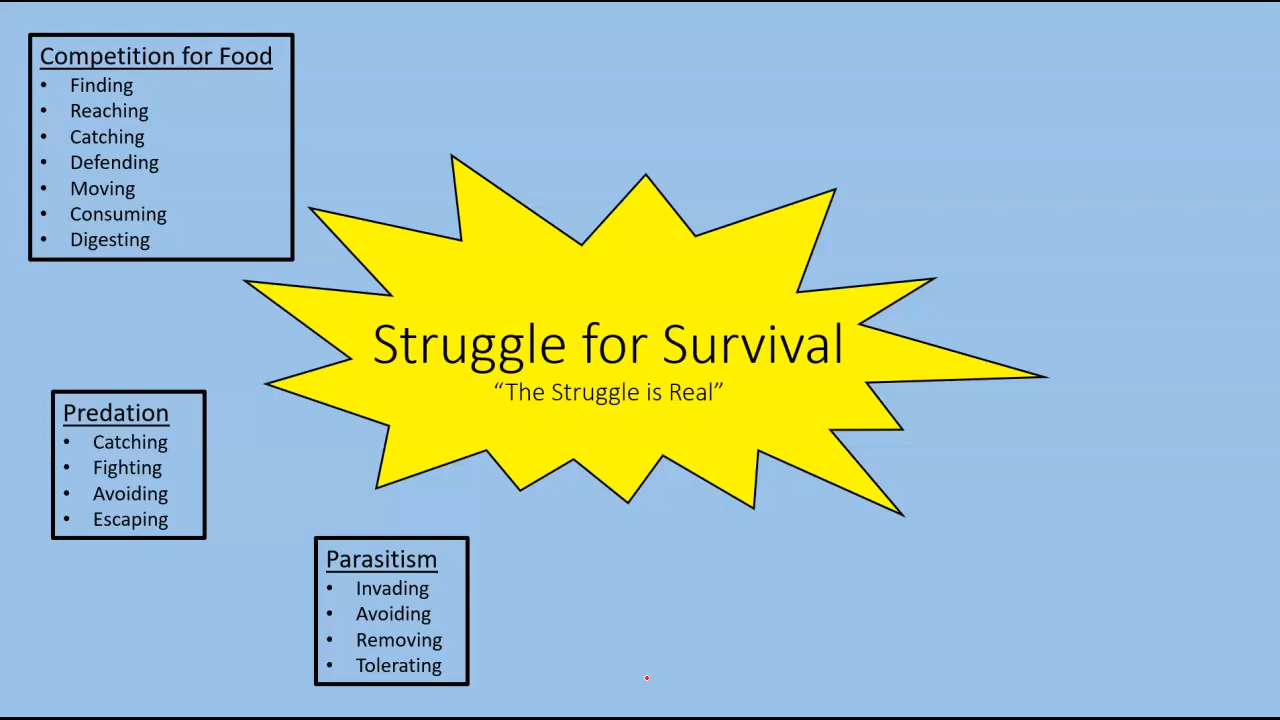 Competition for Food
• Finding
• Reaching
• Catching
• Defending
• Moving
• Consuming
• Digesting
Struggle for Survival
“The Struggle is Real”
Predation
• Catching
• Fighting
• Avoiding
• Escaping
Parasitism
• Invading
• Avoiding
• Removing
• Tolerating